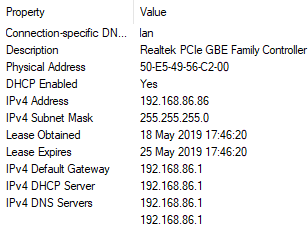 Property Value
Connection-specific DN... lan
Description Realtek PCIe GBE Family Controller
Physical Address 50-E5-49-56-C2-00
DHCP Enabled Yes
IPv4 Address 192.168.86.86
IPv4 Subnet Mask 255.255.255.0
Lease Obtained 18 May 2019 17:46:20
Lease Expires 25 May 2019 17:46:20
IPv4 Default Gateway 192.168.86.1
IPv4 DHCP Server 192.168.86.1
IPv4 DNS Servers 192.168.86.1
192.168.86.1